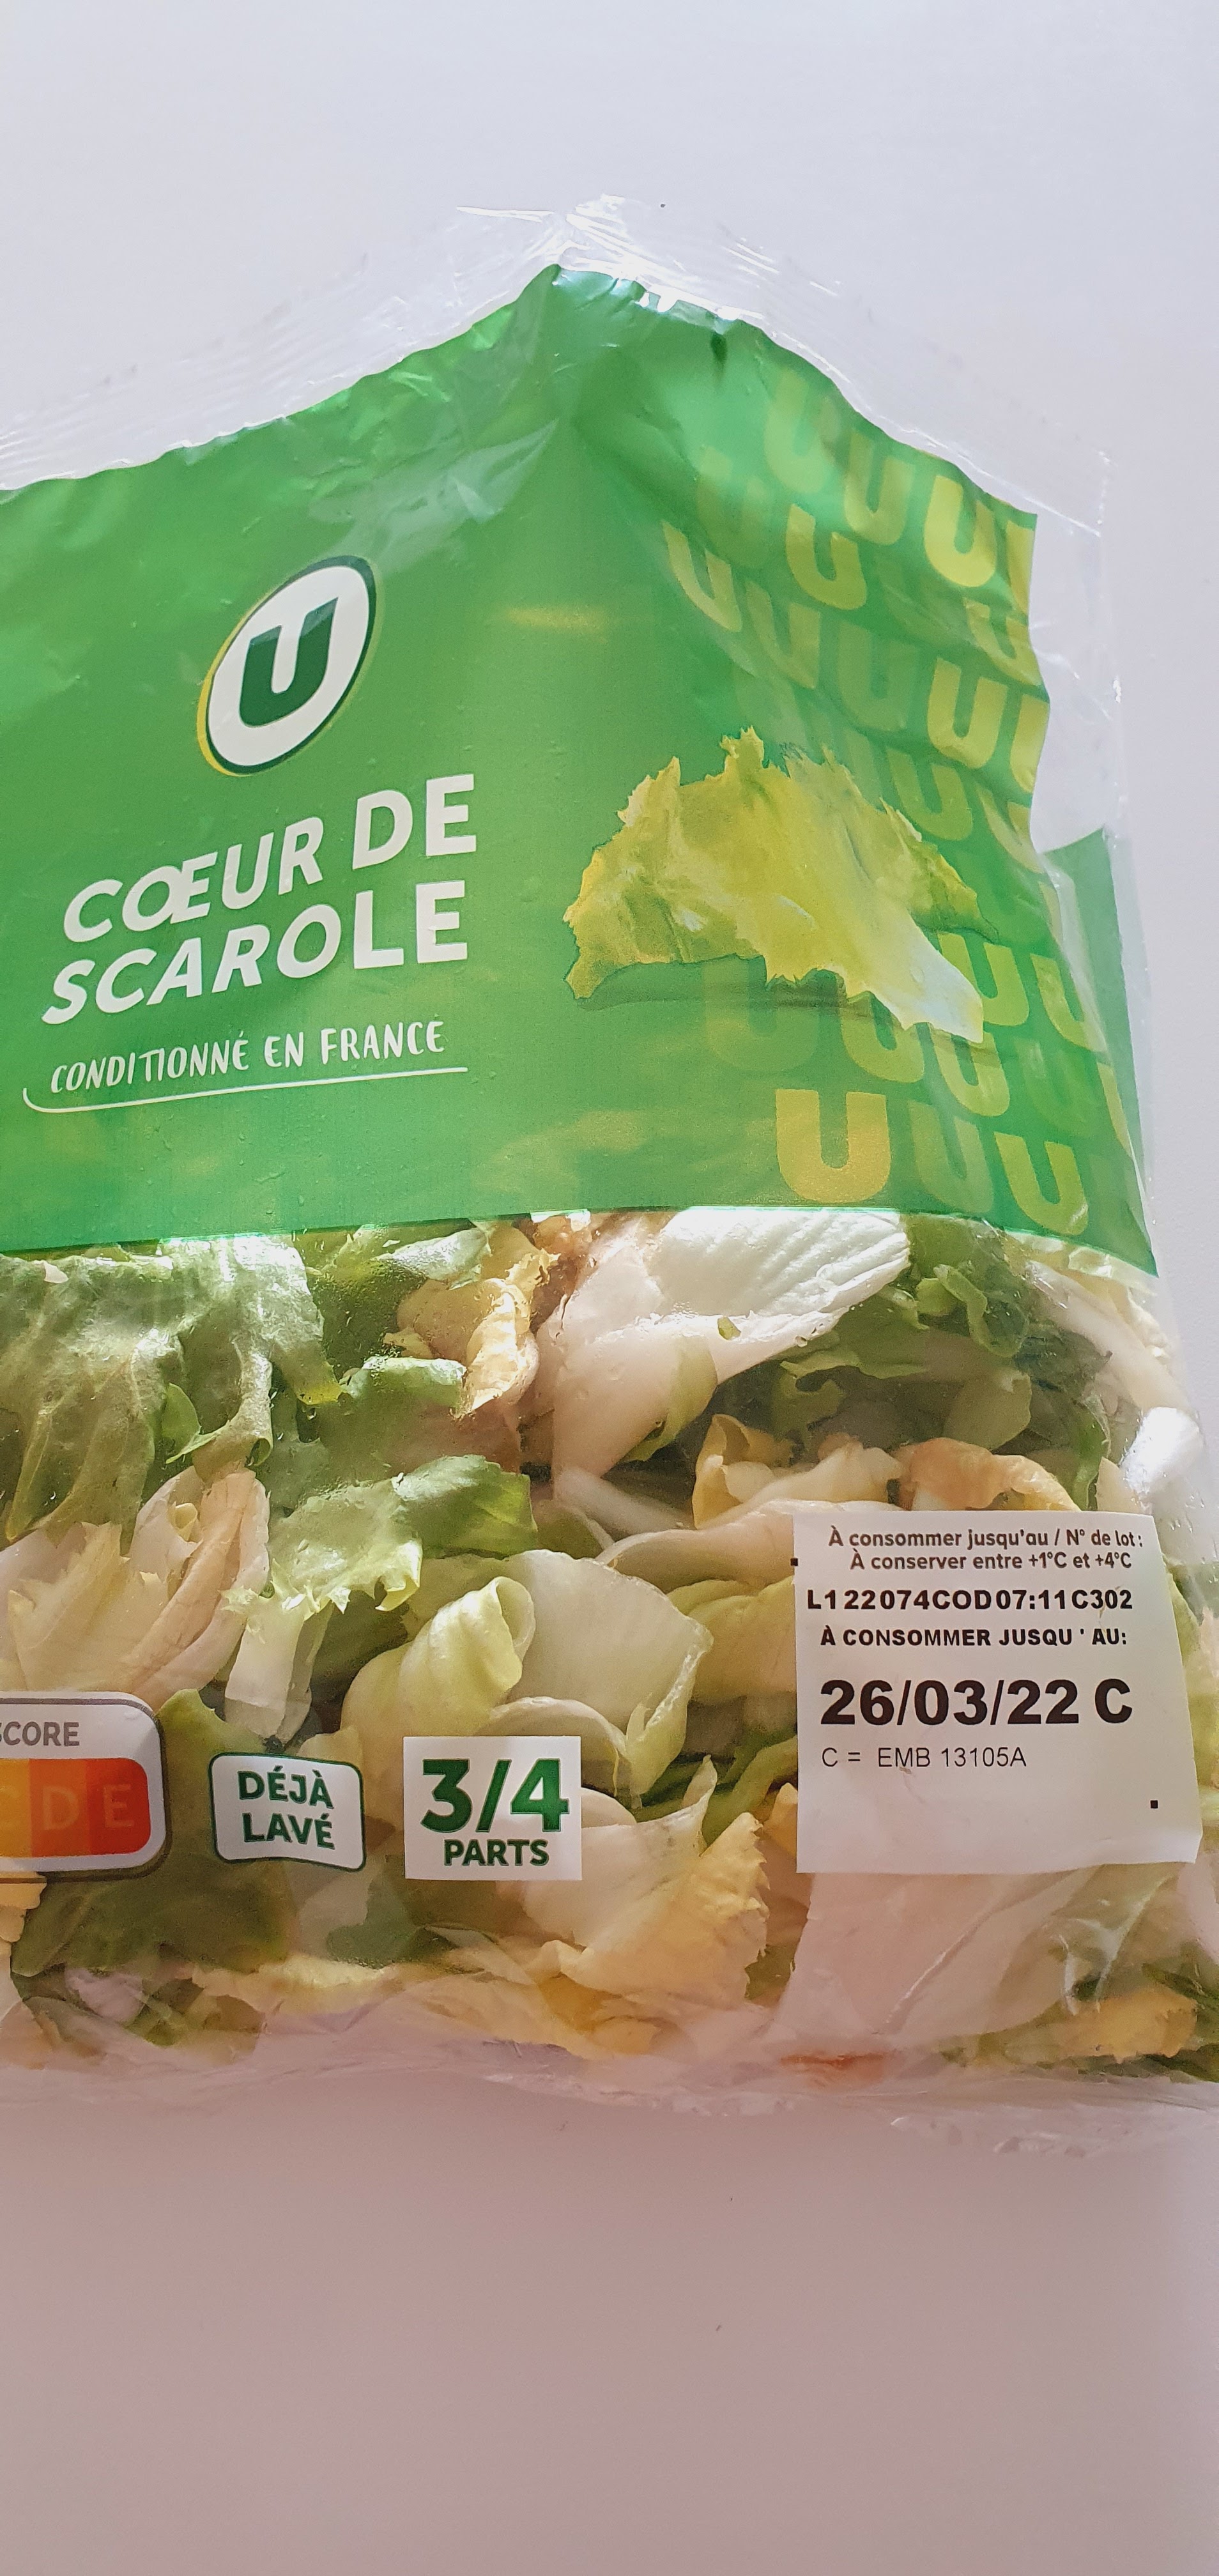 U
CŒUR DE
SCAROLE
CONDITIONNÉ EN FRANCE
À consommer jusqu'au / N° de lot:
À conserver entre +1°C et +4°C
L122074COD07:11C302
À CONSOMMER JUSQU'AU:
26/03/22 C
C = EMB 13105A
SCORE
C D E
DÉJÀ
LAVÉ
3/4
PARTS